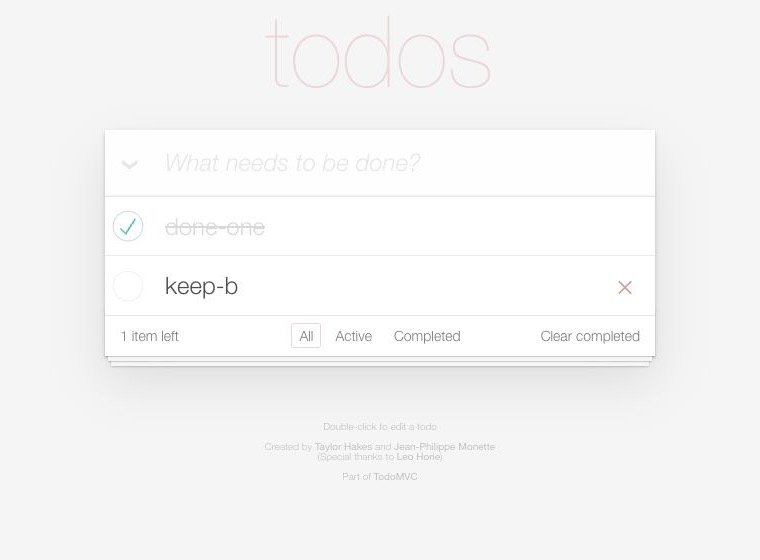 todos
What needs to be done?
done-one
keep-b
1 item left All Active Completed Clear completed
Double-click to edit a todo
Created by Taylor Hakes and Jean-Philippe Monette
(Special thanks to Leo Horie)
Part of TodoMVC